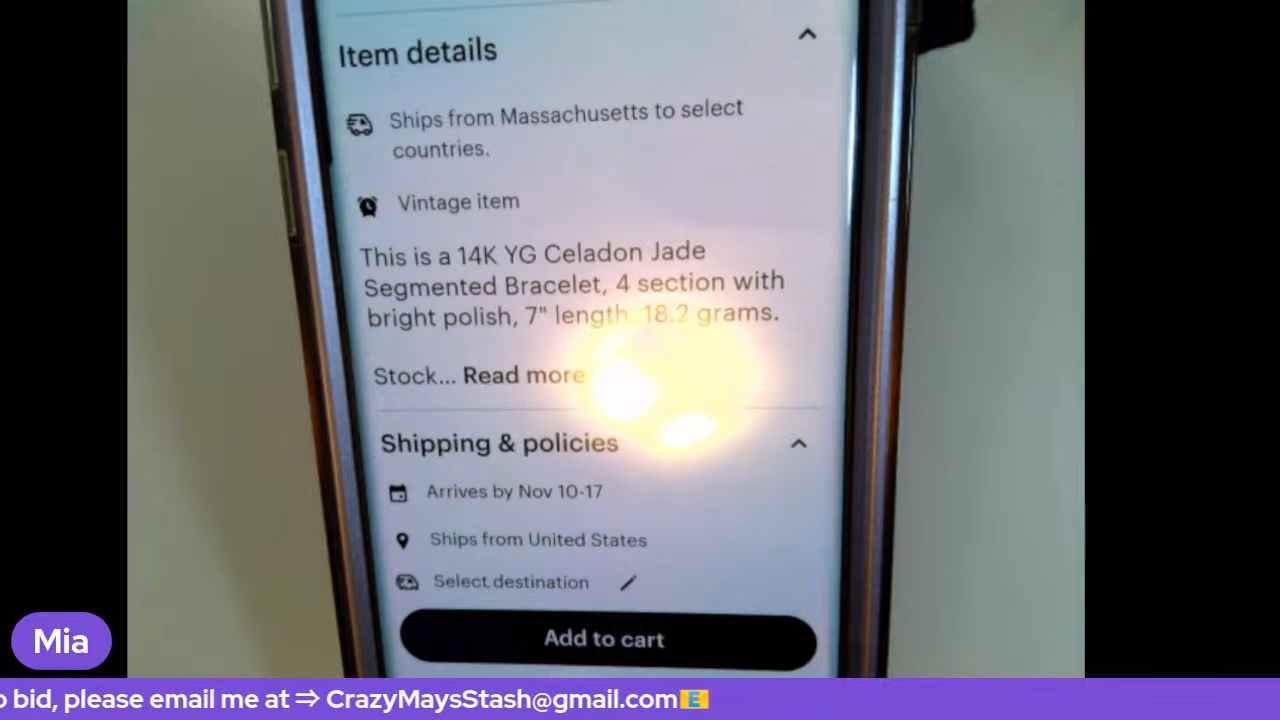 Item details
Ships from Massachusetts to select
countries.
Vintage item
This is a 14K YG Celadon Jade
Segmented Bracelet, 4 section with
bright polish, 7" length, 18.2 grams.
Stock... Read more
Shipping & policies
Arrives by Nov 10-17
Ships from United States
Select destination
Add to cart
Mia
o bid, please email me at ⇒ CrazyMaysStash@gmail.com📧